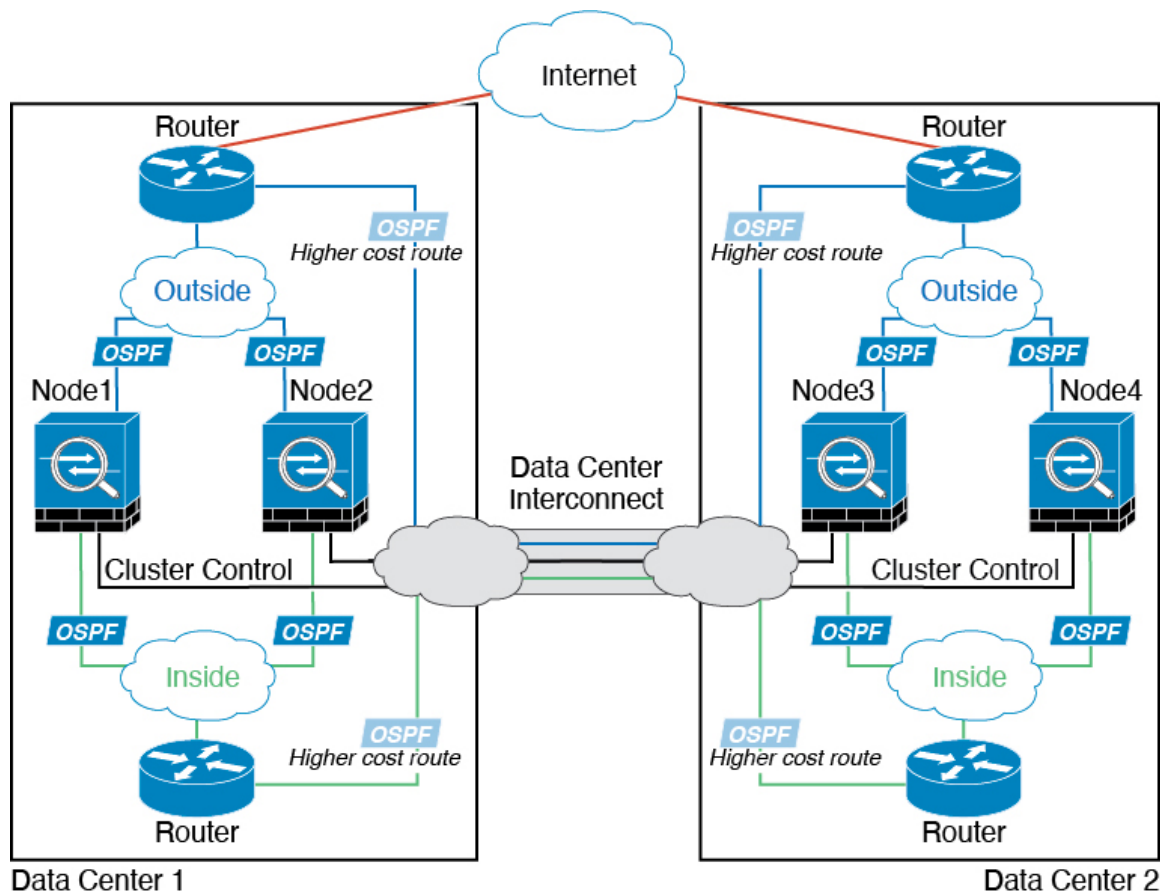 Internet
Router
Router
OSPF
Higher cost route
OSPF
Higher cost route
Outside
Outside
OSPF
OSPF
OSPF
OSPF
Node1
Node2
Node3
Node4
Data Center
Interconnect
Cluster Control
Cluster Control
OSPF
OSPF
OSPF
OSPF
Inside
Inside
OSPF
Higher cost route
OSPF
Higher cost route
Router
Router
Data Center 1
Data Center 2